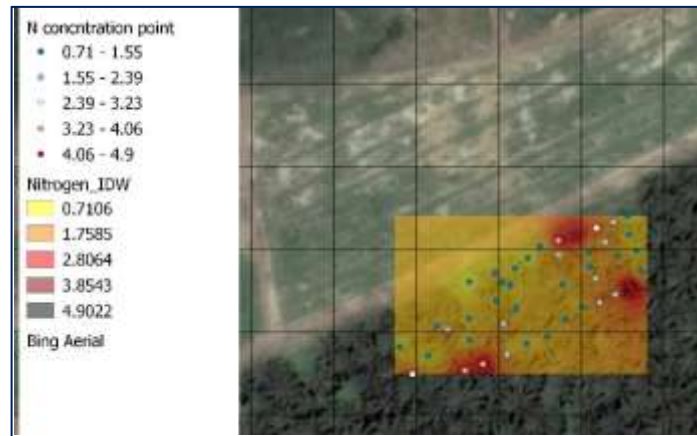 N concntration point
0.71 - 1.55
1.55 - 2.39
2.39 - 3.23
3.23 - 4.06
4.06 - 4.9
Nitrogen_IDW
0.7106
1.7585
2.8064
3.8543
4.9022
Bing Aerial